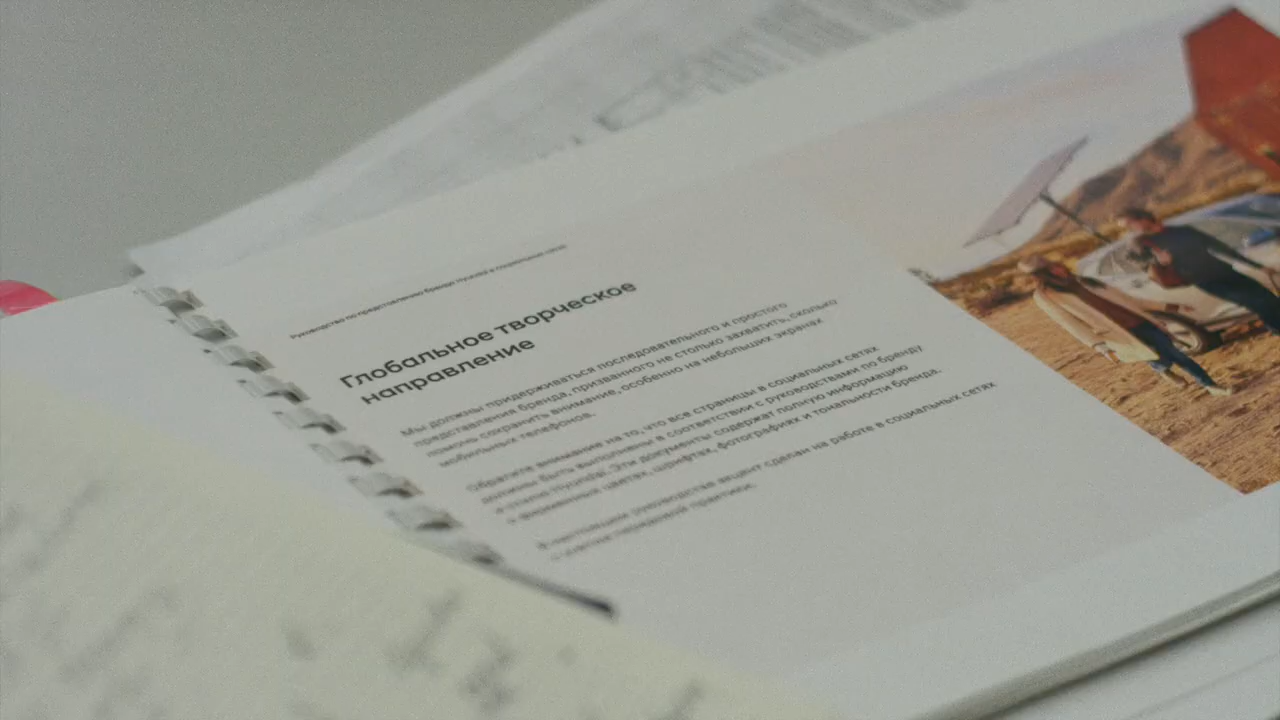 Руководство по представлению бренда Hyundai в социальных сетях
Глобальное творческое
направление
Мы должны придерживаться последовательного и простого
представления бренда, призванного не столько захватить, сколько
помочь сохранить внимание, особенно на небольших экранах
мобильных телефонов.
Обратите внимание на то, что все страницы в социальных сетях
должны быть выполнены в соответствии с руководствами по бренду
и стилю Hyundai. Эти документы содержат полную информацию
о фирменных цветах, шрифтах, фотографиях и тональности бренда.
В настоящем руководстве акцент сделан на работе в социальных сетях
с учетом передовой практики.